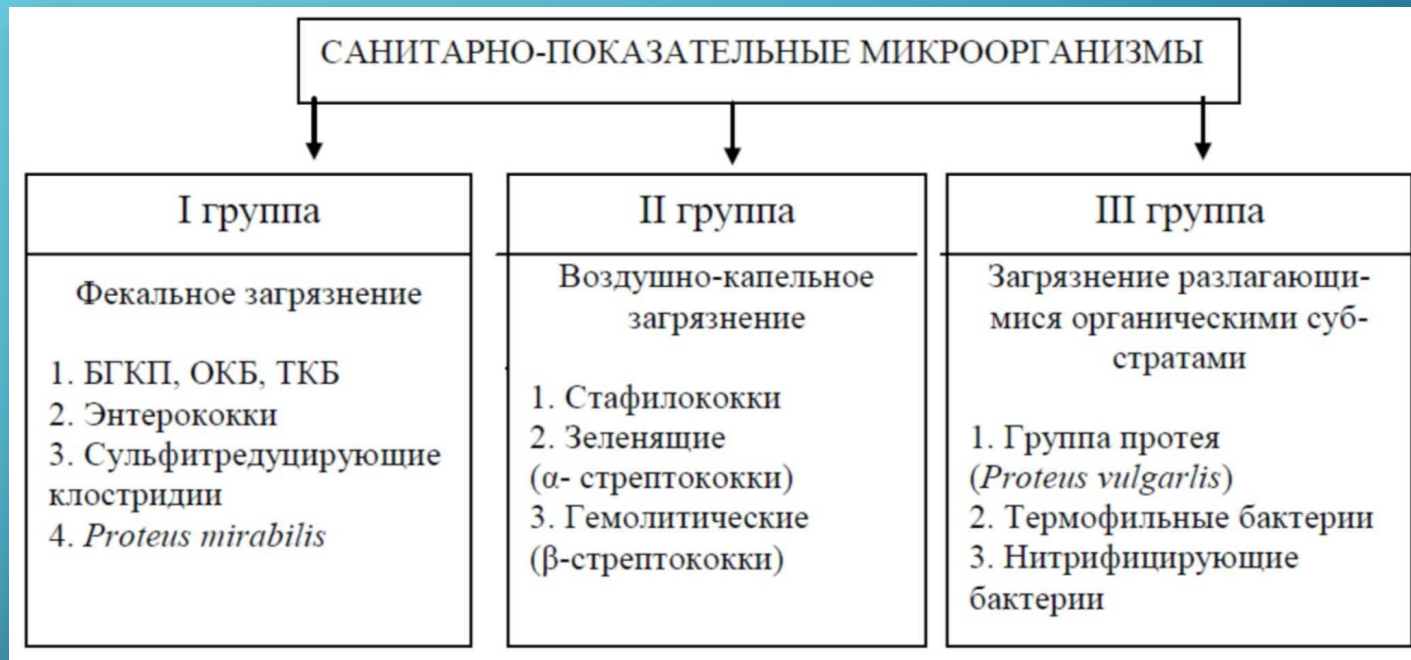 САНИТАРНО-ПОКАЗАТЕЛЬНЫЕ МИКРООРГАНИЗМЫ
I группа
Фекальное загрязнение
1. БГКП, ОКБ, ТКБ
2. Энтерококки
3. Сульфитредуцирующие
клостридии
4. Proteus mirabilis
II группа
Воздушно-капельное
загрязнение
1. Стафилококки
2. Зеленящие
(α- стрептококки)
3. Гемолитические
(β-стрептококки)
III группа
Загрязнение разлагающи-
мися органическими суб-
стратами
1. Группа протея
(Proteus vulgarlis)
2. Термофильные бактерии
3. Нитрифицирующие
бактерии